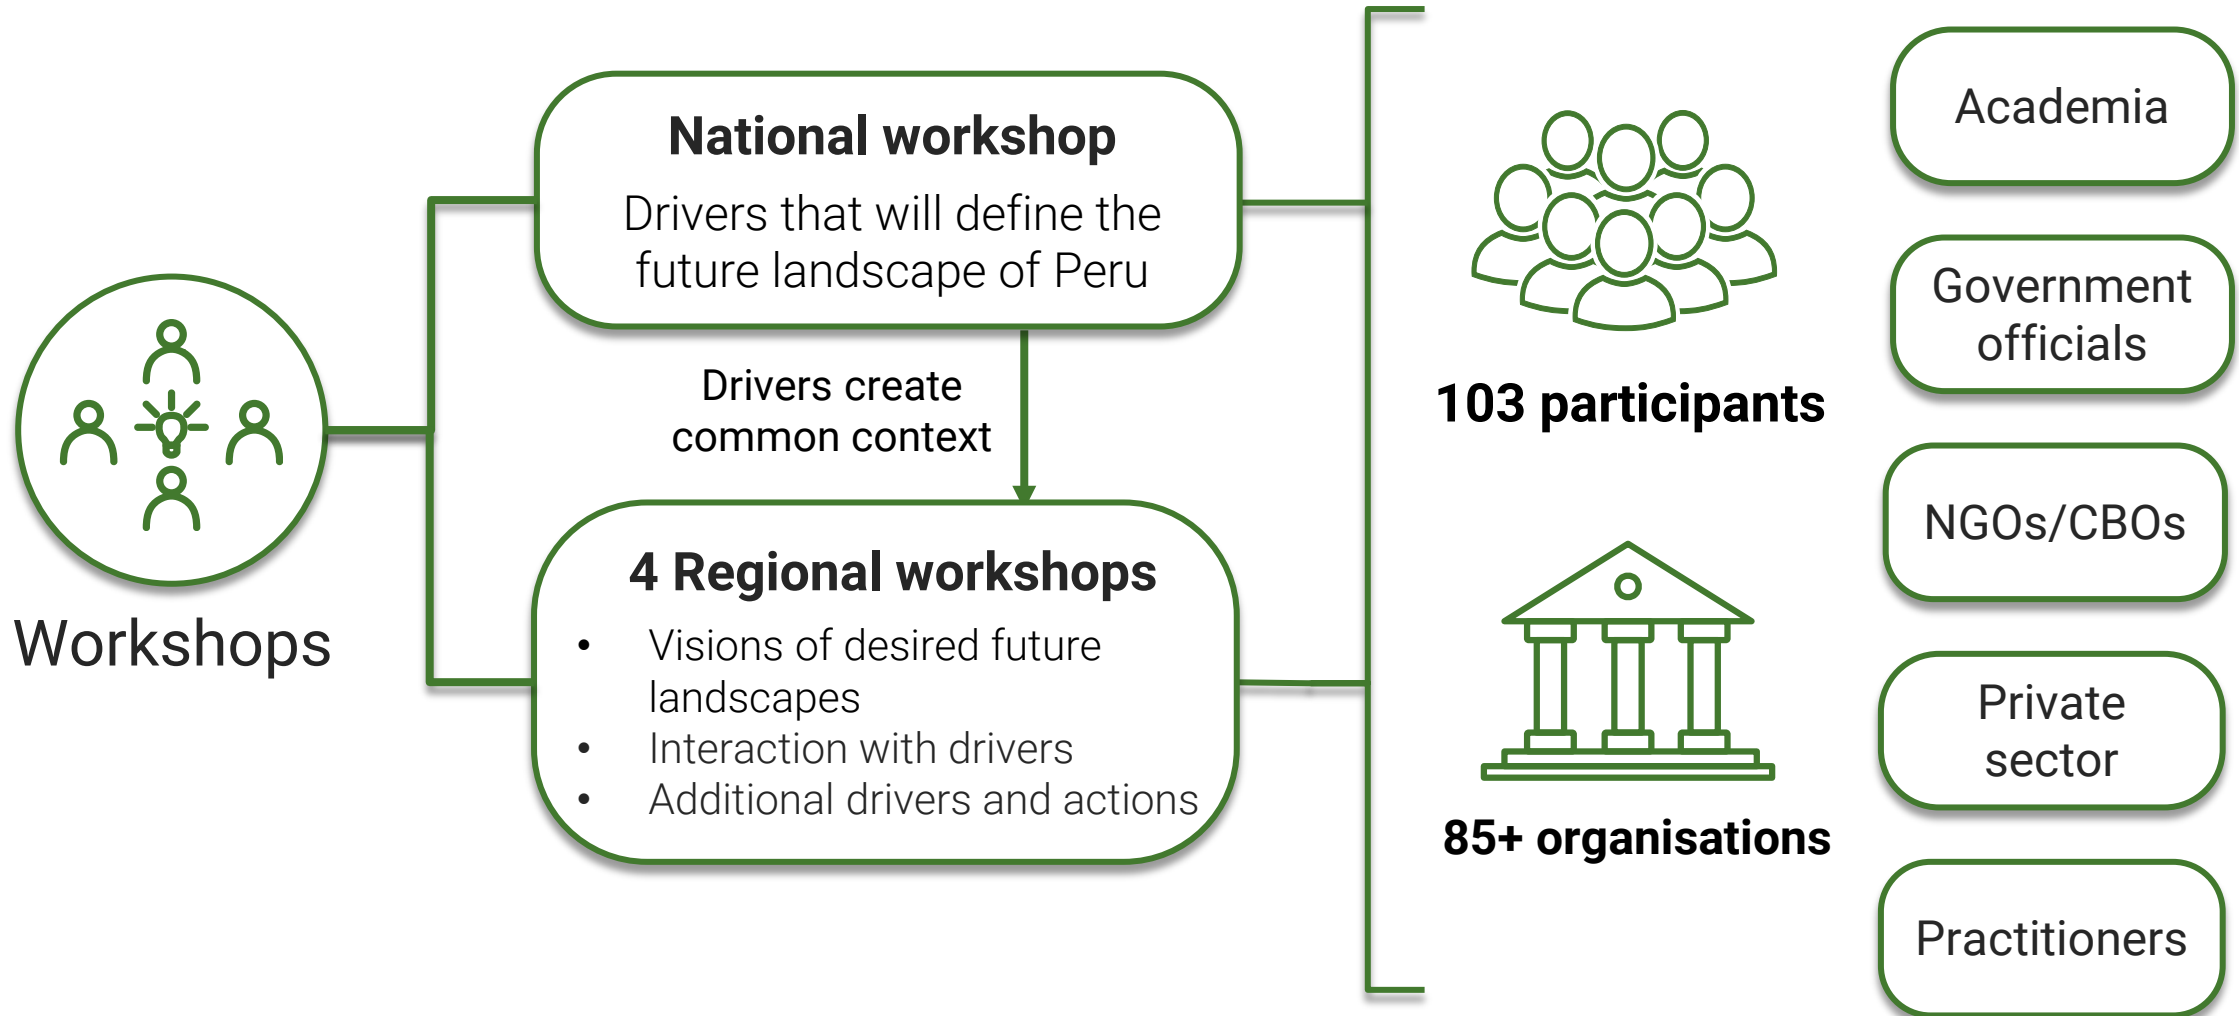 Workshops
National workshop
Drivers that will define the
future landscape of Peru
Drivers create
common context
4 Regional workshops
• Visions of desired future
landscapes
• Interaction with drivers
• Additional drivers and actions
103 participants
85+ organisations
Academia
Government
officials
NGOs/CBOs
Private
sector
Practitioners